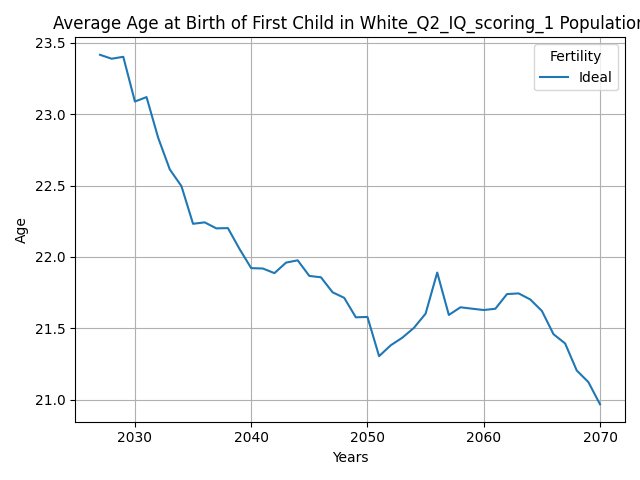 Average Age at Birth of First Child in White_Q2_IQ_scoring_1 Population
Fertility
Ideal
23.5
23.0
22.5
22.0
21.5
21.0
Age
2030 2040 2050 2060 2070
Years